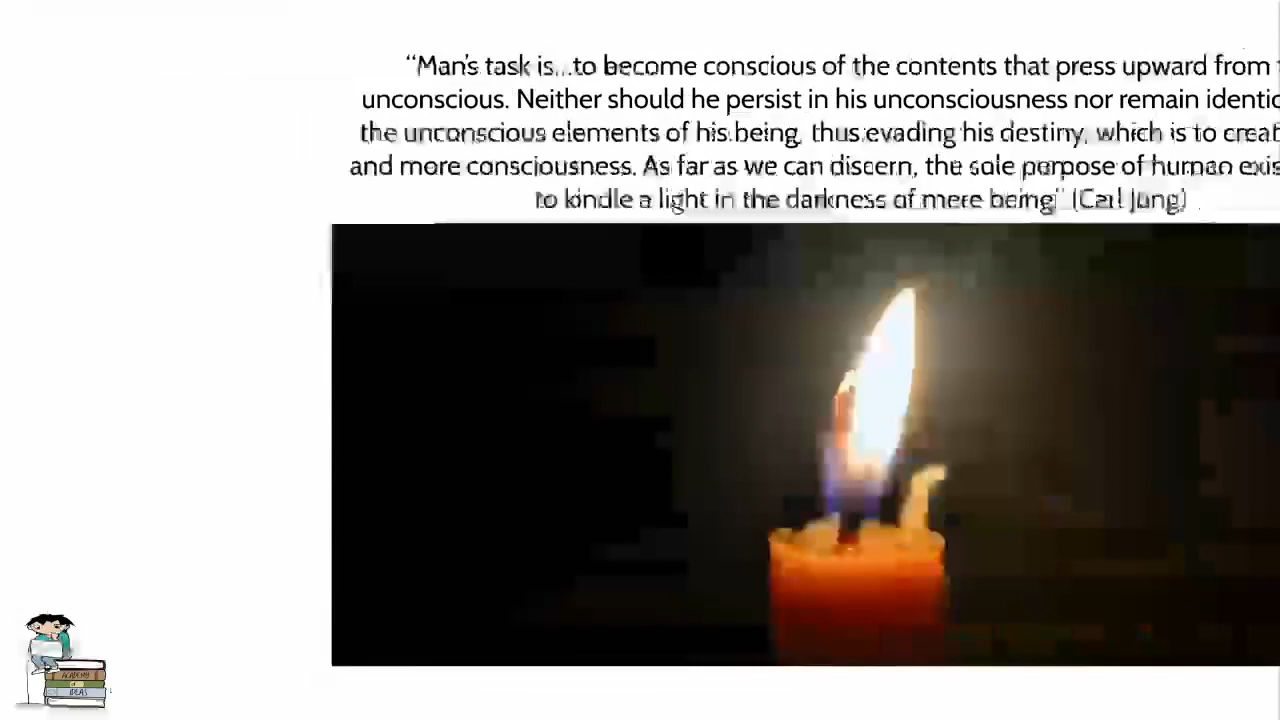 “Man's task is...to become conscious of the contents that press upward from
unconscious. Neither should he persist in his unconsciousness nor remain
the unconscious elements of his being, thus evading his destiny, which is to
and more consciousness. As far as we can discern, the sole purpose of human
to kindle a light in the darkness of mere being” (Carl Jung)
ACADEMY
of
IDEAS